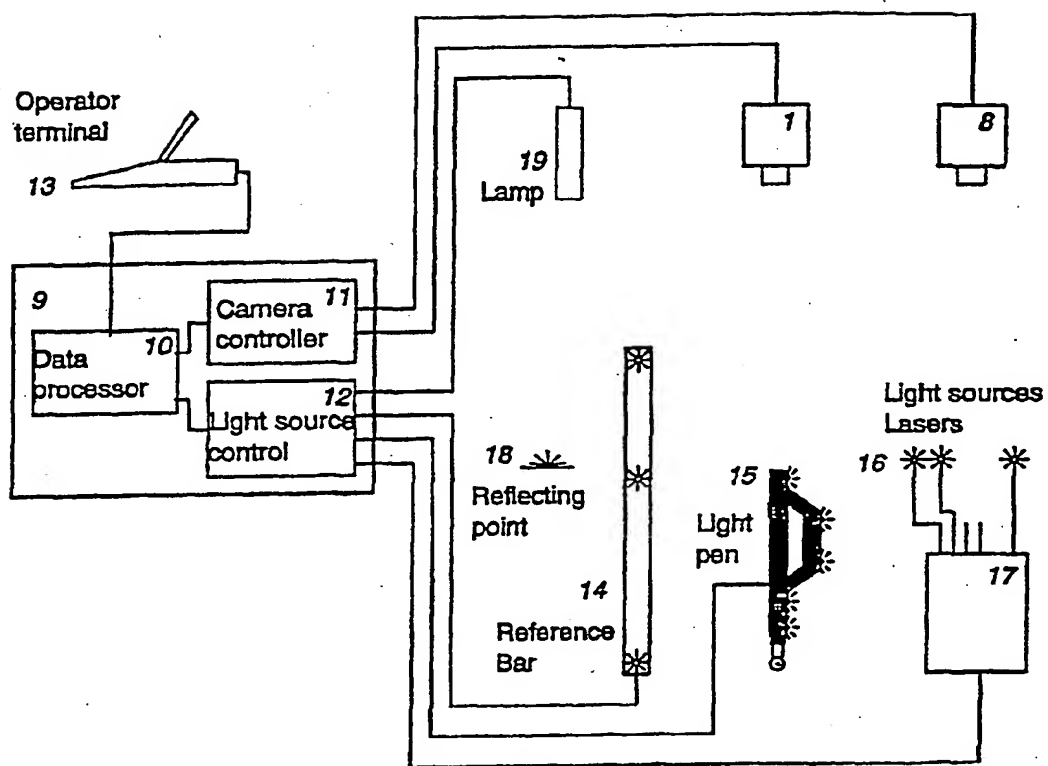 Operator
terminal
13
19
Lamp
1
8
9
Camera
controller
11
Data
processor
10
Light source
control
12
18
Reflecting
point
14
Reference
Bar
15
Light
pen
Light sources
Lasers
16
17